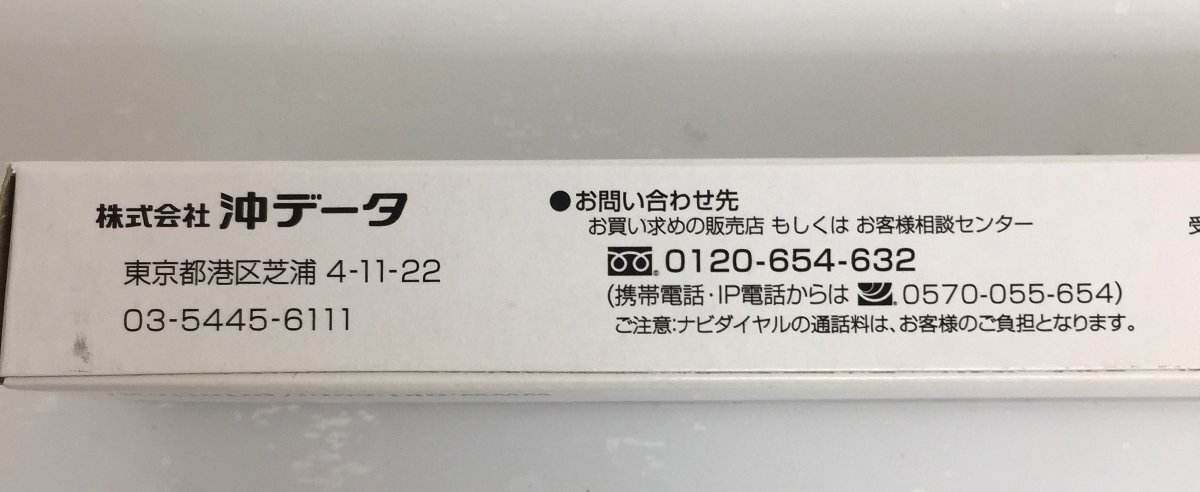 株式会社 沖データ
東京都港区芝浦 4-11-22
03-5445-6111
●お問い合わせ先
お買い求めの販売店 もしくは お客様相談センター
0120-654-632
(携帯電話・IP電話からは 0570-055-654)
ご注意:ナビダイヤルの通話料は、お客様のご負担となります。
受